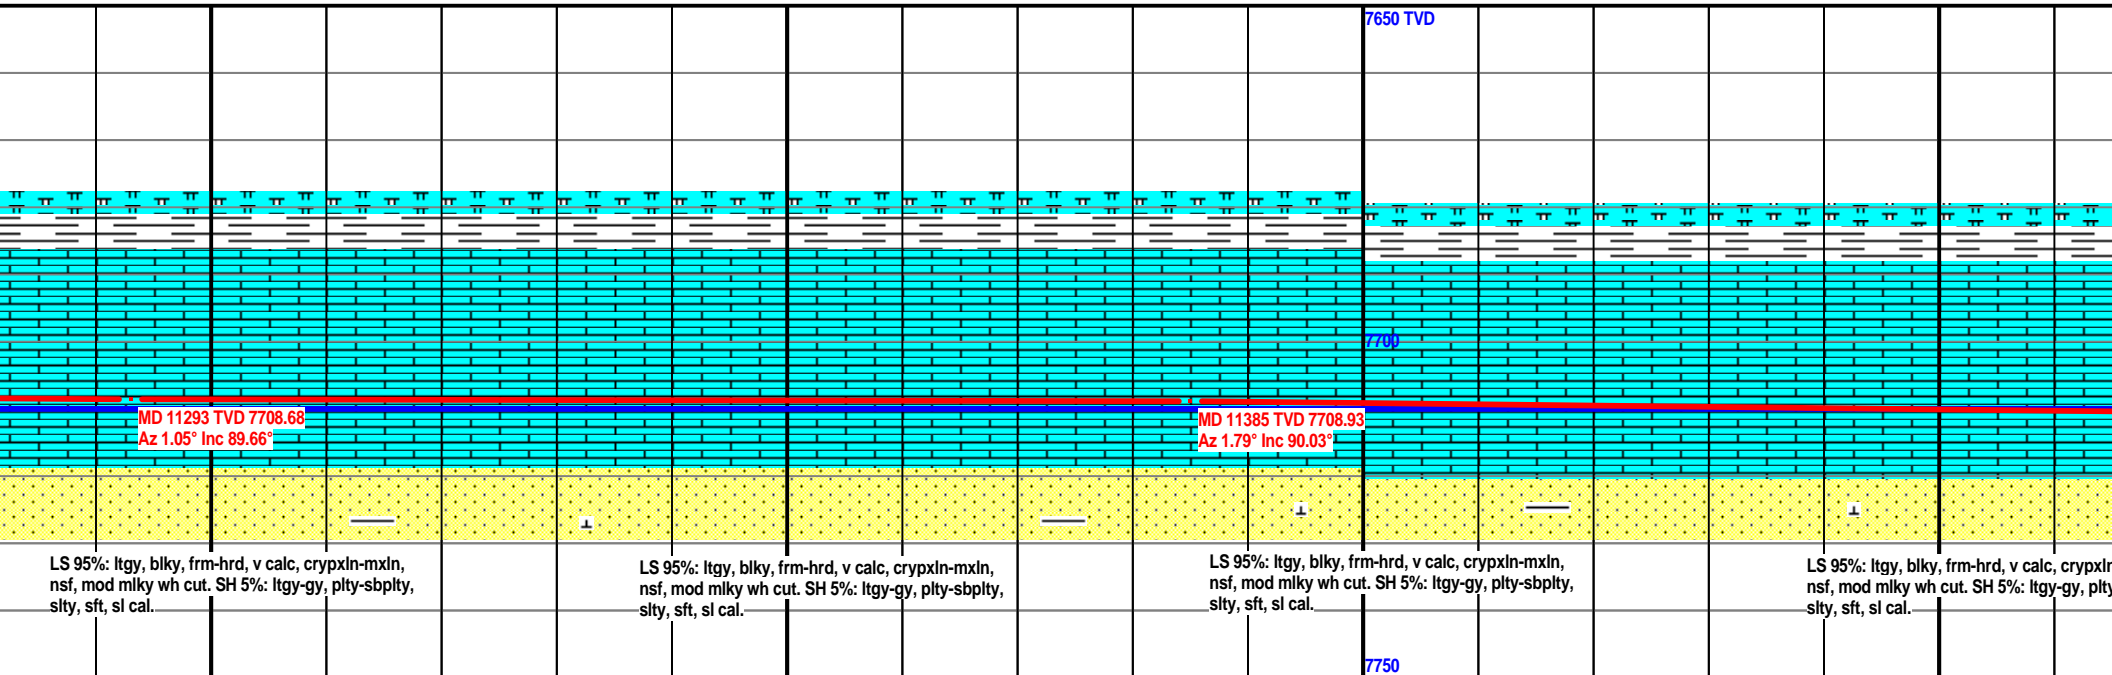 7650 TVD
7700
MD 11293 TVD 7708.68
Az 1.05° Inc 89.66°
MD 11385 TVD 7708.93
Az 1.79° Inc 90.03°
LS 95%: ltgy, blky, frm-hrd, v calc, crypxln-mxln,
nsf, mod mlky wh cut. SH 5%: ltgy-gy, plty-sbplty,
slty, sft, sl cal.
LS 95%: ltgy, blky, frm-hrd, v calc, crypxln-mxln,
nsf, mod mlky wh cut. SH 5%: ltgy-gy, plty-sbplty,
slty, sft, sl cal.
LS 95%: ltgy, blky, frm-hrd, v calc, crypxln-mxln,
nsf, mod mlky wh cut. SH 5%: ltgy-gy, plty-sbplty,
slty, sft, sl cal.
LS 95%: ltgy, blky, frm-hrd, v calc, crypxln
nsf, mod mlky wh cut. SH 5%: ltgy-gy, plty
slty, sft, sl cal.
7750